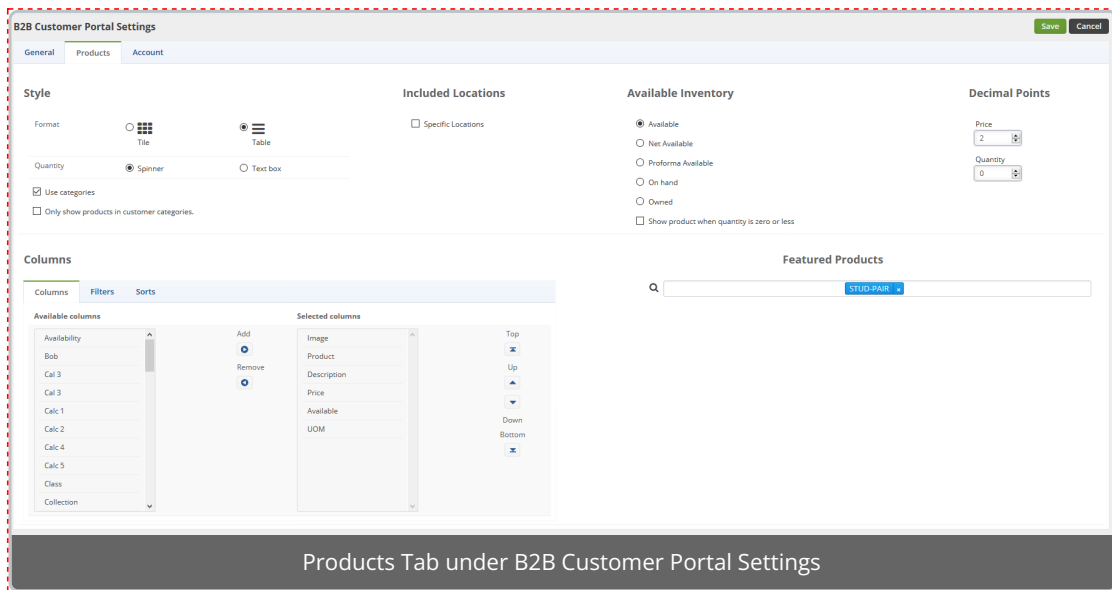 B2B Customer Portal Settings
Save Cancel
General Products Account
Style
Format
Tile
Table
Quantity
Spinner
Text box
Use categories
Only show products in customer categories.
Included Locations
Specific Locations
Available Inventory
Available
Net Available
Proforma Available
On hand
Owned
Show product when quantity is zero or less
Decimal Points
Price
2
Quantity
0
Columns
Columns Filters Sorts
Available columns
Availability
Bob
Cal 3
Cal 3
Calc 1
Calc 2
Calc 4
Calc 5
Class
Collection
Add
Remove
Selected columns
Image
Product
Description
Price
Available
UOM
Top
Up
Down
Bottom
Featured Products
STUD-PAIR x
Products Tab under B2B Customer Portal Settings